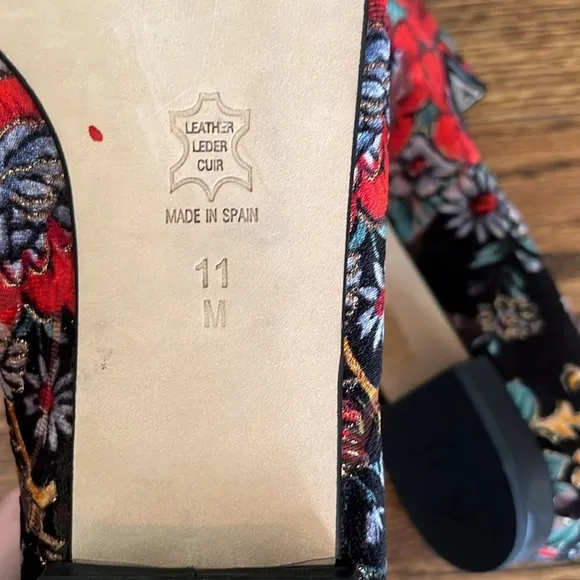 LEATHER
LEDER
CUIR
MADE IN SPAIN
11
M